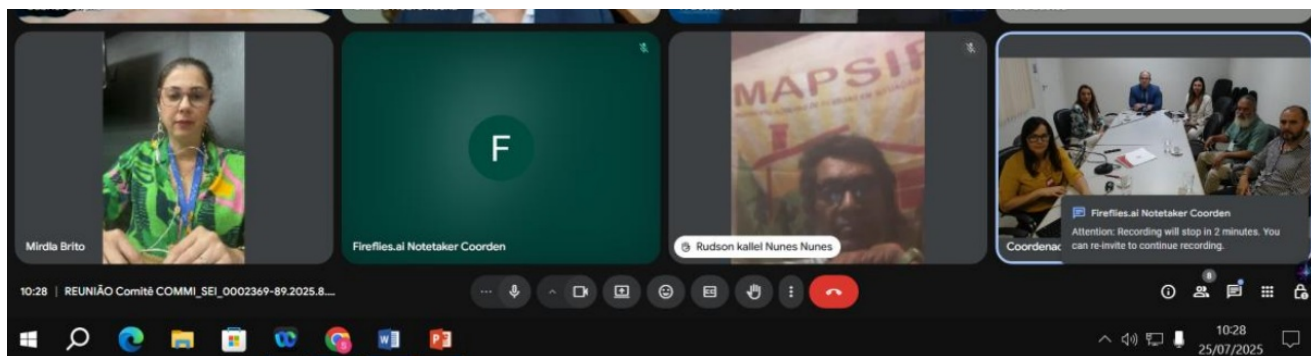 MAPSIR
Mirdla Brito
F
Fireflies.ai Notetaker Coorden
Rudson kallel Nunes Nunes
Coordenac
Fireflies.ai Notetaker Coorden
Attention: Recording will stop in 2 minutes. You
can re-invite to continue recording.
10:28 | REUNIÃO Comitê COMMI_SEI_0002369-89.2025.8....
8
10:28
25/07/2025